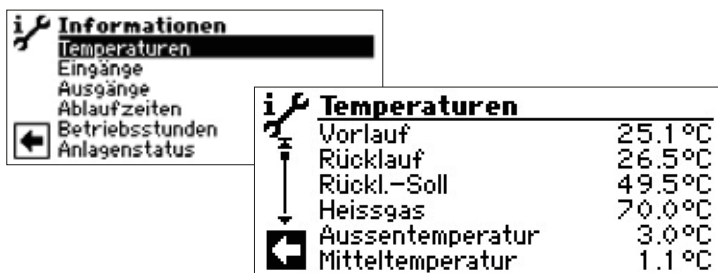 Informationen
Temperaturen
Eingänge
Ausgänge
Ablaufzeiten
Betriebsstunden
Anlagenstatus
Temperaturen
Vorlauf 25.1°C
Rücklauf 26.5°C
Rückl.-Soll 49.5°C
Heissgas 70.0°C
Aussentemperatur 3.0°C
Mitteltemperatur 1.1°C